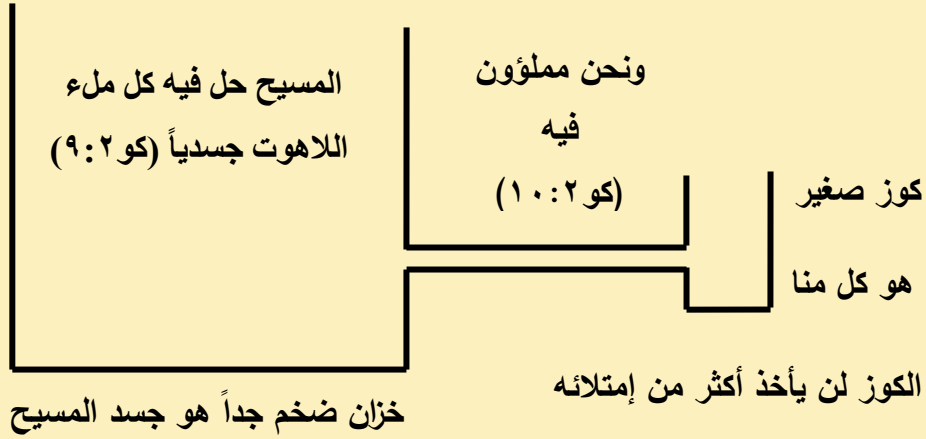 المسيح حل فيه كل ملء
اللاهوت جسدياً (كو٢:٩)
ونحن مملؤون
فيه
(كو٢:١٠)
كوز صغير
هو كل منا
الكوز لن يأخذ أكثر من إمتلائه
خزان ضخم جداً هو جسد المسيح